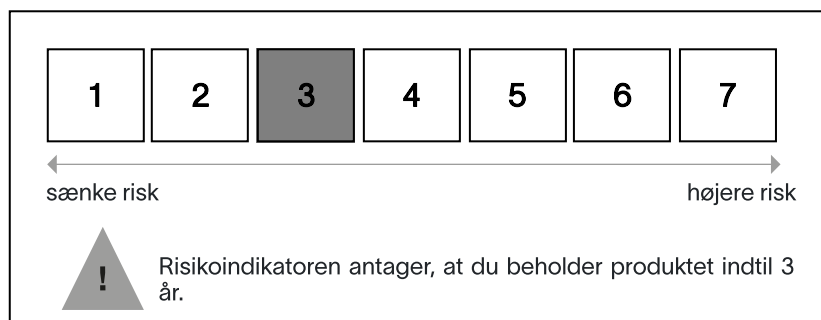 1 2 3 4 5 6 7
sænke risk højere risk
! Risikoindikatoren antager, at du beholder produktet indtil 3
år.